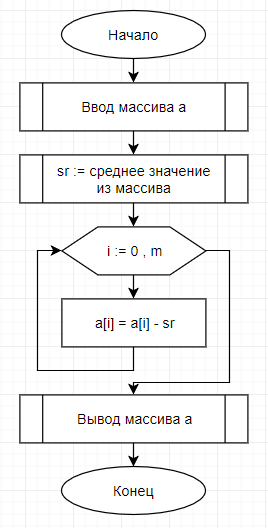 Начало
Ввод массива a
sr := среднее значение
из массива
i := 0 , m
a[i] = a[i] - sr
Вывод массива a
Конец